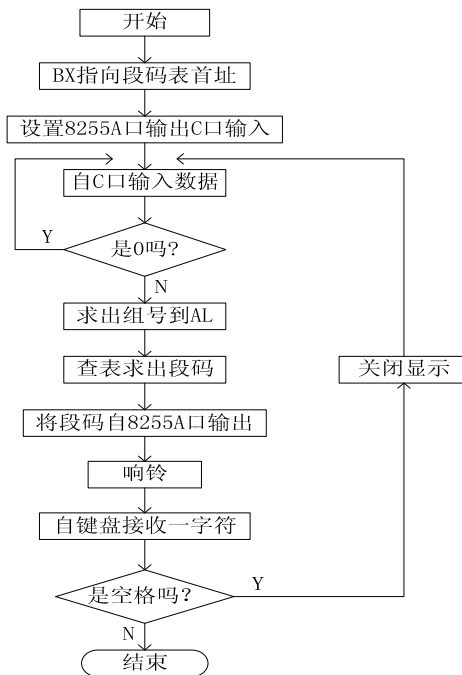 开始
BX指向段码表首址
设置8255A口输出C口输入
自C口输入数据
Y
是0吗?
N
求出组号到AL
查表求出段码
关闭显示
将段码自8255A口输出
响铃
自键盘接收一字符
是空格吗?
Y
N
结束